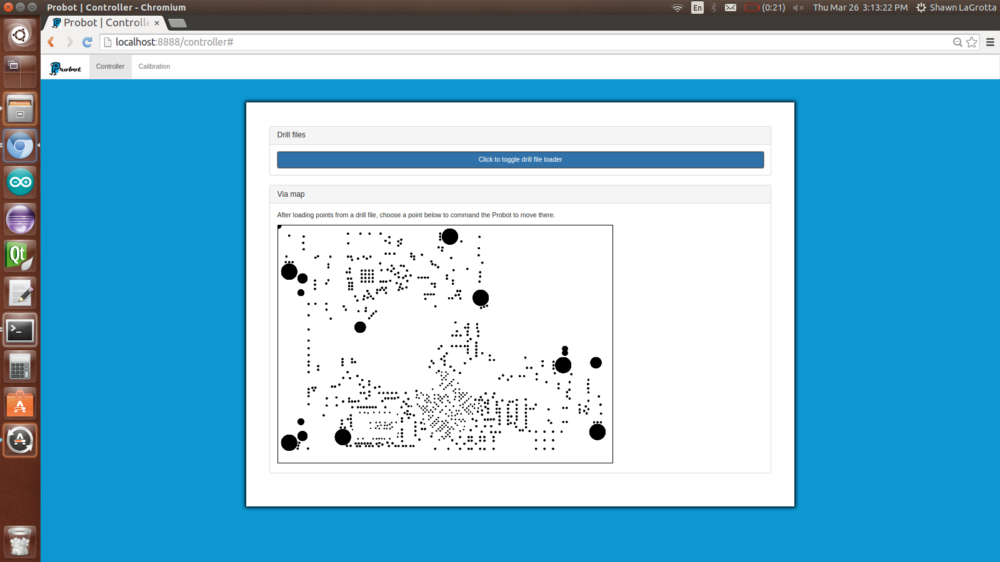 Probot | Controller - Chromium
En
(0:21)
Thu Mar 26 3:13:22 PM
Shawn LaGrotta
Probot | Controlle
localhost:8888/controller#
Probot
Controller
Calibration
Drill files
Click to toggle drill file loader
Via map
After loading points from a drill file, choose a point below to command the Probot to move there.
Qt
>_